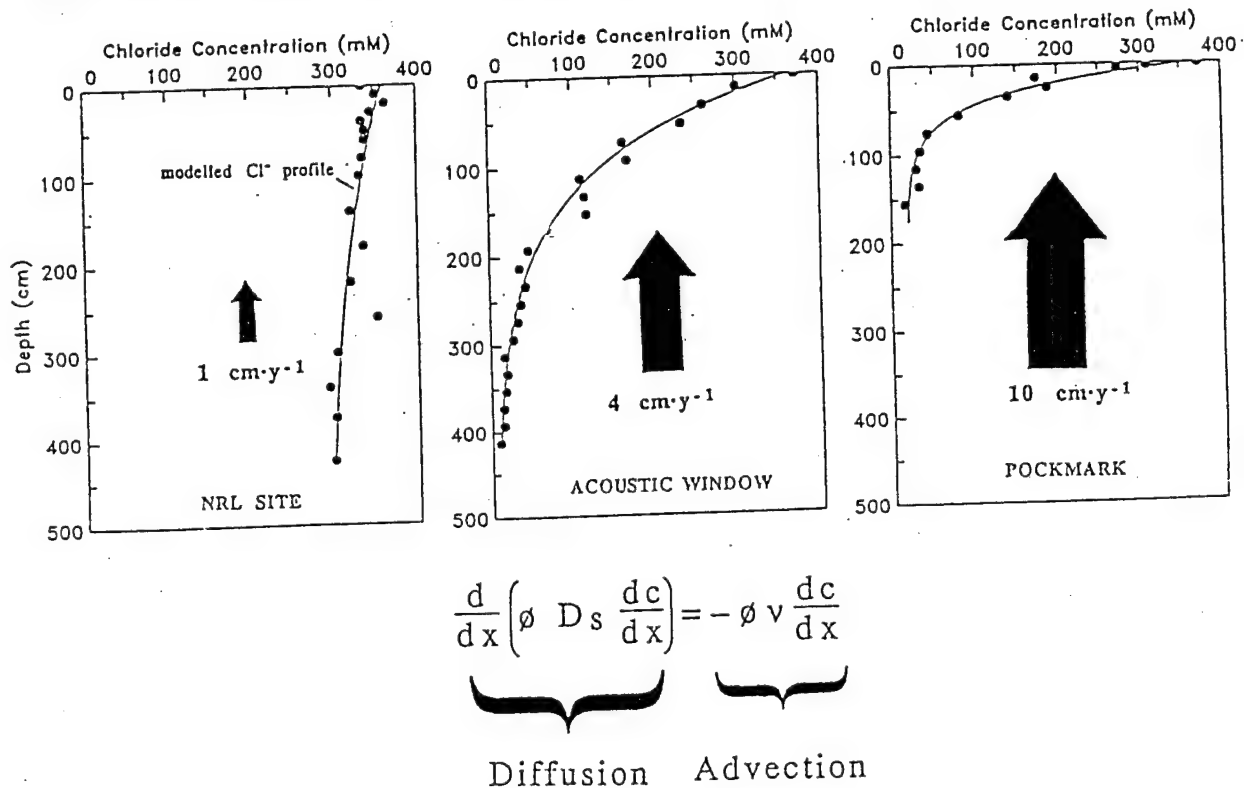 Chloride Concentration (mM)
0 100 200 300 400
0
100
200
300
400
500
Depth (cm)
modelled Cl⁻ profile
1 cm·y-1
NRL SITE
Chloride Concentration (mM)
0 100 200 300 400
0
100
200
300
400
500
4 cm·y-1
ACOUSTIC WINDOW
Chloride Concentration (mM)
0 100 200 300 400
0
100
200
300
400
500
10 cm·y-1
POCKMARK
d/dx (ø Ds dc/dx) = – ø v dc/dx
Diffusion Advection